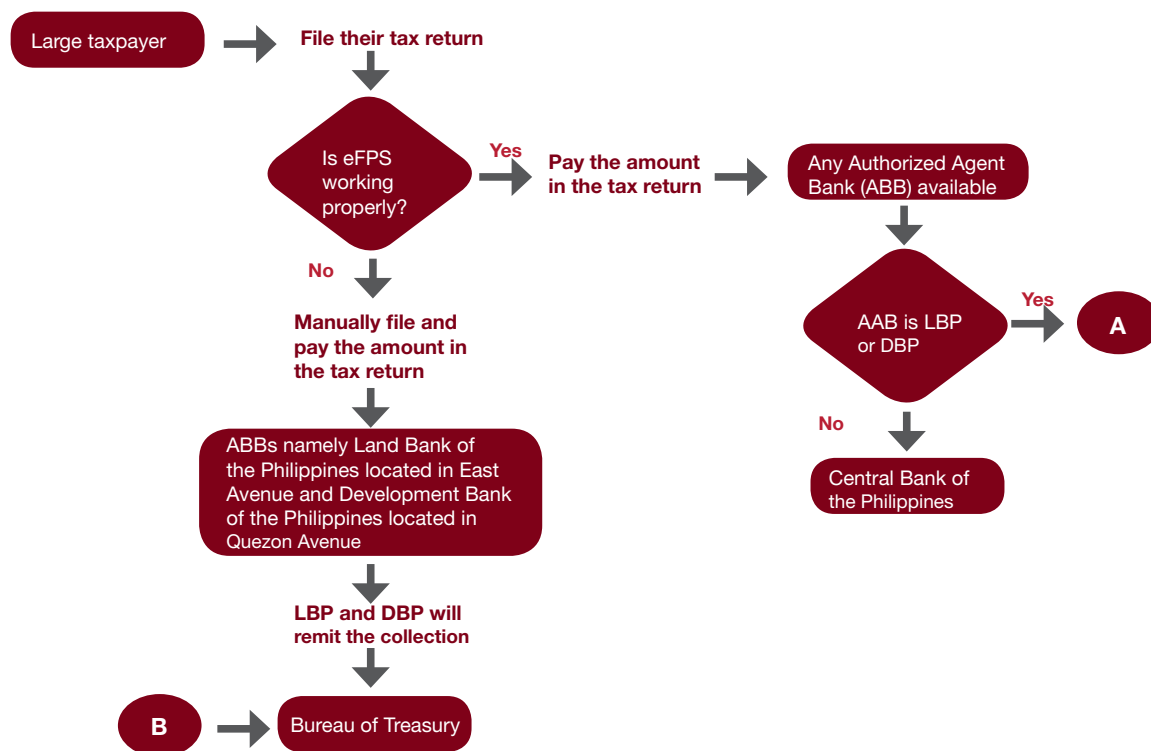 Large taxpayer
File their tax return
Is eFPS
working
properly?
Yes
Pay the amount
in the tax return
Any Authorized Agent
Bank (ABB) available
No
AAB is LBP
or DBP
Yes
A
Manually file and
pay the amount in
the tax return
No
Central Bank of
the Philippines
ABBs namely Land Bank of
the Philippines located in East
Avenue and Development Bank
of the Philippines located in
Quezon Avenue
LBP and DBP will
remit the collection
B
Bureau of Treasury